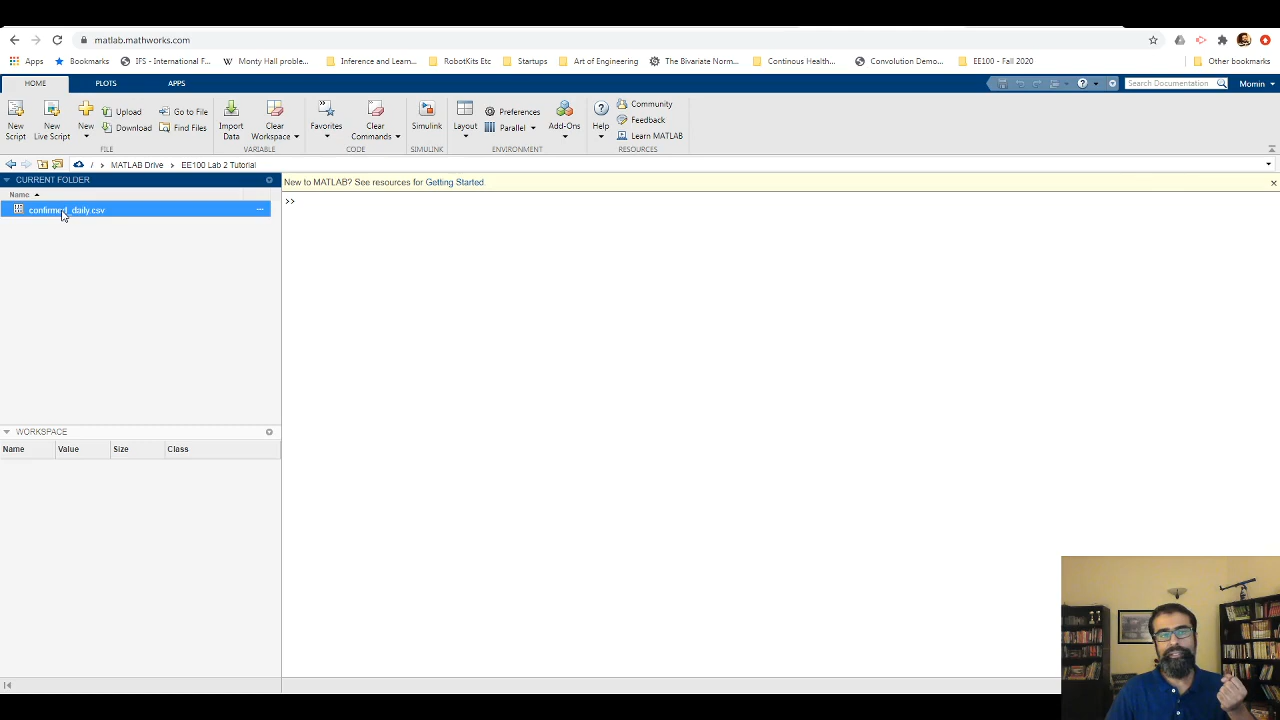 matlab.mathworks.com
Apps Bookmarks IFS - International F... Monty Hall proble... Inference and Learn... RobotKits Etc Startups Art of Engineering The Bivariate Norm... Continous Health... Convolution Demo... EE100 - Fall 2020 Other bookmarks
HOME PLOTS APPS Search Documentation Momin
New Script
New Live Script
New
Upload
Download
Go to File
Find Files
FILE
Import Data
Clear Workspace
VARIABLE
Favorites
Clear Commands
CODE
Simulink
SIMULINK
Layout
Preferences
Parallel
Add-Ons
ENVIRONMENT
Help
Community
Feedback
Learn MATLAB
RESOURCES
/ > MATLAB Drive > EE100 Lab 2 Tutorial
CURRENT FOLDER
Name
confirmed_daily.csv ...
New to MATLAB? See resources for Getting Started
>>
WORKSPACE
Name Value Size Class